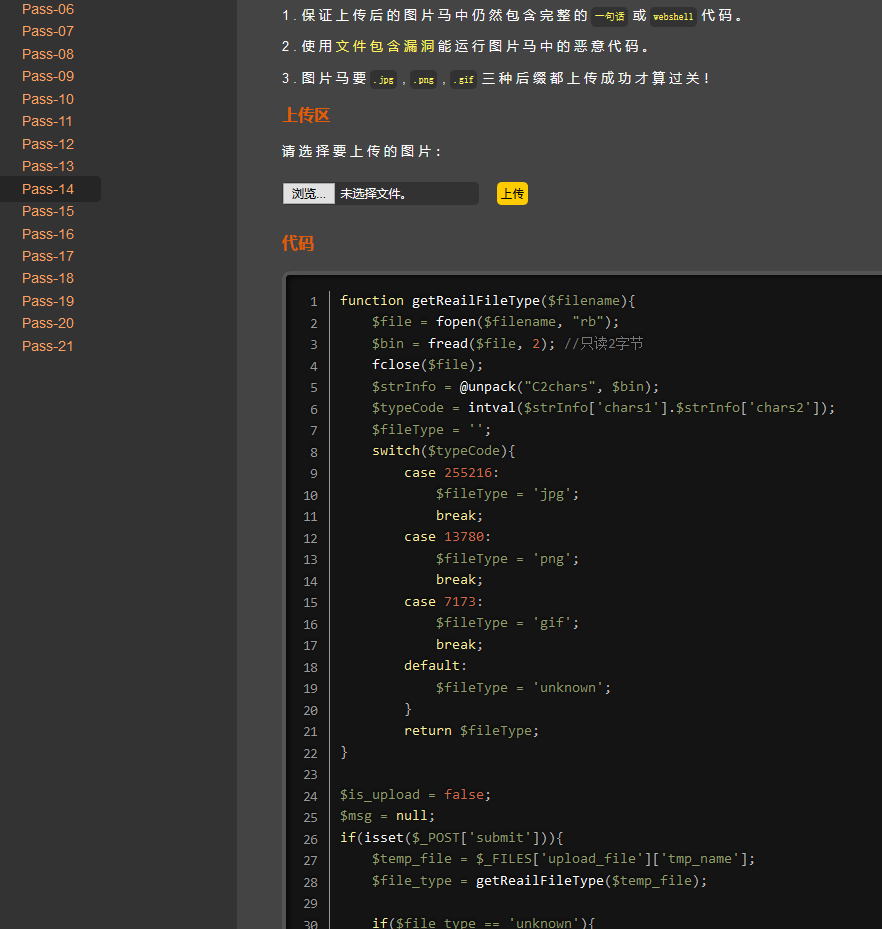 Pass-06
Pass-07
Pass-08
Pass-09
Pass-10
Pass-11
Pass-12
Pass-13
Pass-14
Pass-15
Pass-16
Pass-17
Pass-18
Pass-19
Pass-20
Pass-21
1.保证上传后的图片马中仍然包含完整的 一句话 或 webshell 代码。
2.使用文件包含漏洞能运行图片马中的恶意代码。
3.图片马要 .jpg , .png , .gif 三种后缀都上传成功才算过关!
上传区
请选择要上传的图片:
浏览... 未选择文件。 上传
代码
1 function getReailFileType($filename){
2     $file = fopen($filename, "rb");
3     $bin = fread($file, 2); //只读2字节
4     fclose($file);
5     $strInfo = @unpack("C2chars", $bin);
6     $typeCode = intval($strInfo['chars1'].$strInfo['chars2']);
7     $fileType = '';
8     switch($typeCode){
9         case 255216:
10             $fileType = 'jpg';
11             break;
12         case 13780:
13             $fileType = 'png';
14             break;
15         case 7173:
16             $fileType = 'gif';
17             break;
18         default:
19             $fileType = 'unknown';
20         }
21         return $fileType;
22 }
23
24 $is_upload = false;
25 $msg = null;
26 if(isset($_POST['submit'])){
27     $temp_file = $_FILES['upload_file']['tmp_name'];
28     $file_type = getReailFileType($temp_file);
29
30     if($file_type == 'unknown'){